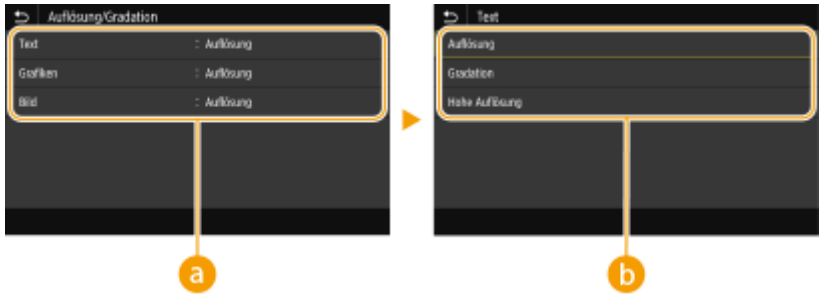 Auflösung/Gradation
Text : Auflösung
Grafiken : Auflösung
Bild : Auflösung
a
Text
Auflösung
Gradation
Hohe Auflösung
b